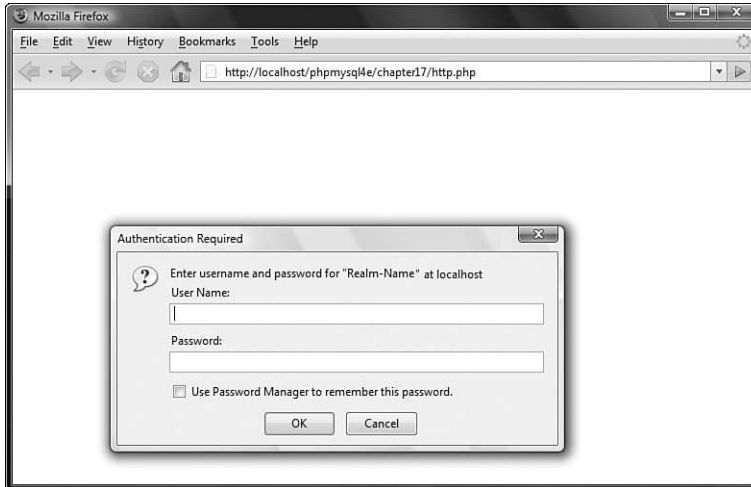 Mozilla Firefox
File Edit View History Bookmarks Tools Help
http://localhost/phpmysql4e/chapter17/http.php
Authentication Required
Enter username and password for "Realm-Name" at localhost
User Name:
Password:
Use Password Manager to remember this password.
OK Cancel